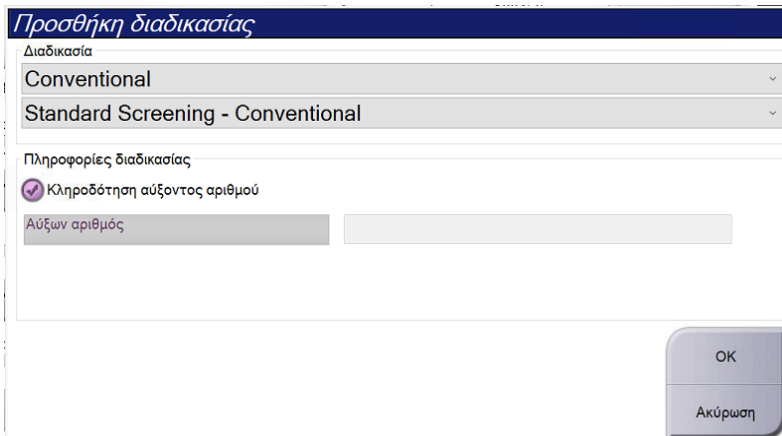 Προσθήκη διαδικασίας
Διαδικασία
Conventional
Standard Screening - Conventional
Πληροφορίες διαδικασίας
Κληροδότηση αύξοντος αριθμού
Αύξων αριθμός
OK
Ακύρωση